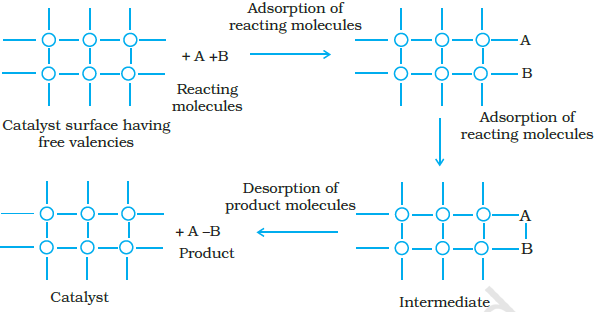 Adsorption of
reacting molecules
+ A +B
Reacting
molecules
A
B
Catalyst surface having
free valencies
Adsorption of
reacting molecules
Desorption of
product molecules
+ A –B
Product
A
B
Catalyst
Intermediate